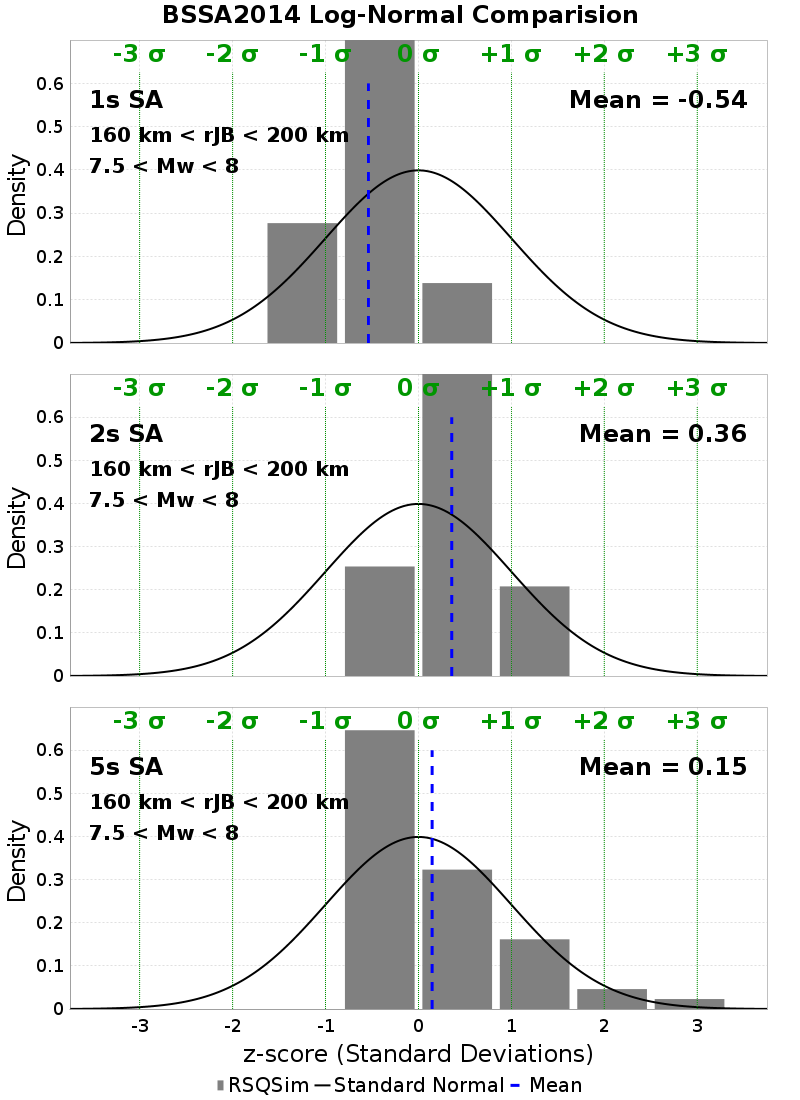 BSSA2014 Log-Normal Comparision
-3 σ -2 σ -1 σ 0 σ +1 σ +2 σ +3 σ
0.6
1s SA Mean = -0.54
0.5
160 km < rJB < 200 km
7.5 < Mw < 8
0.4
Density
0.3
0.2
0.1
0
-3 σ -2 σ -1 σ 0 σ +1 σ +2 σ +3 σ
0.6
2s SA Mean = 0.36
0.5
160 km < rJB < 200 km
7.5 < Mw < 8
0.4
Density
0.3
0.2
0.1
0
-3 σ -2 σ -1 σ 0 σ +1 σ +2 σ +3 σ
0.6
5s SA Mean = 0.15
0.5
160 km < rJB < 200 km
7.5 < Mw < 8
0.4
Density
0.3
0.2
0.1
0
-3 -2 -1 0 1 2 3
z-score (Standard Deviations)
RSQSim Standard Normal Mean